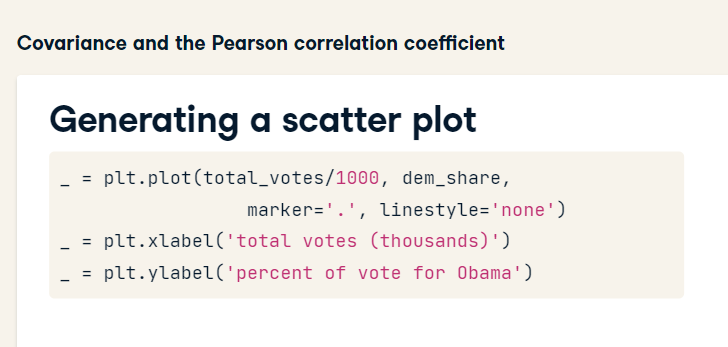 Covariance and the Pearson correlation coefficient
Generating a scatter plot
_ = plt.plot(total_votes/1000, dem_share,
marker='.', linestyle='none')
_ = plt.xlabel('total votes (thousands)')
_ = plt.ylabel('percent of vote for Obama')